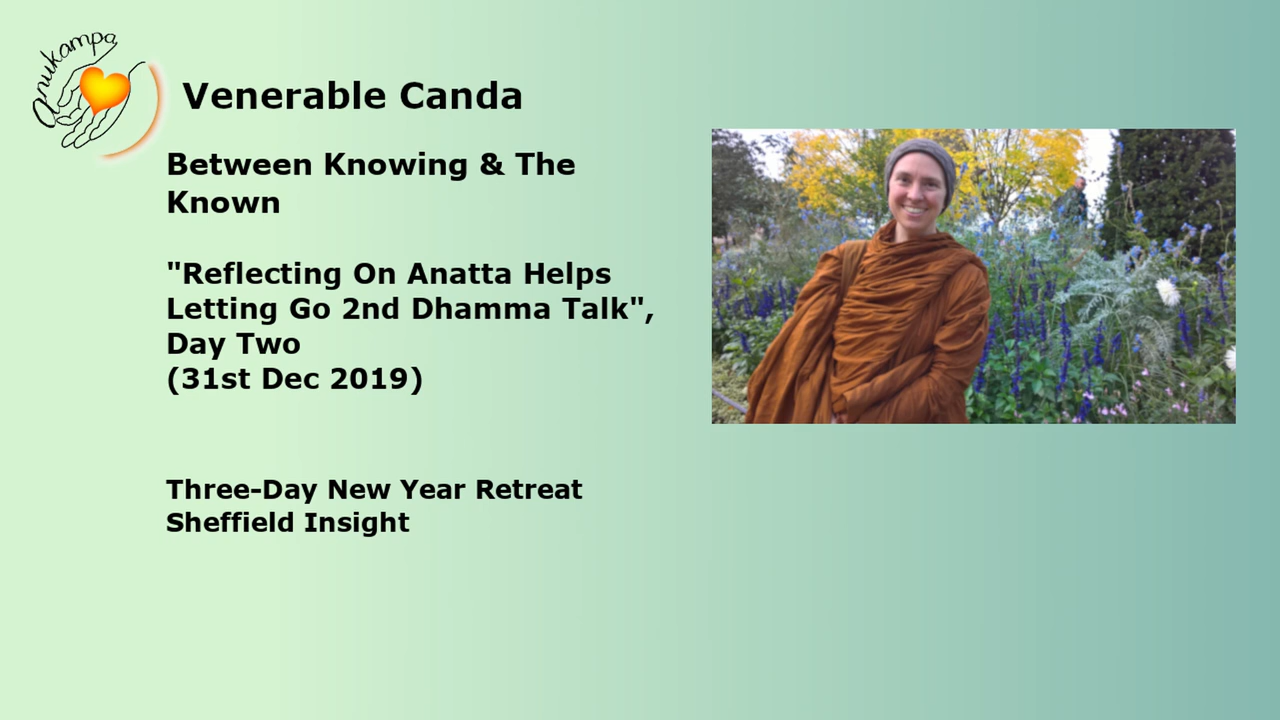 Anukampa
Venerable Canda
Between Knowing & The
Known
"Reflecting On Anatta Helps
Letting Go 2nd Dhamma Talk",
Day Two
(31st Dec 2019)
Three-Day New Year Retreat
Sheffield Insight